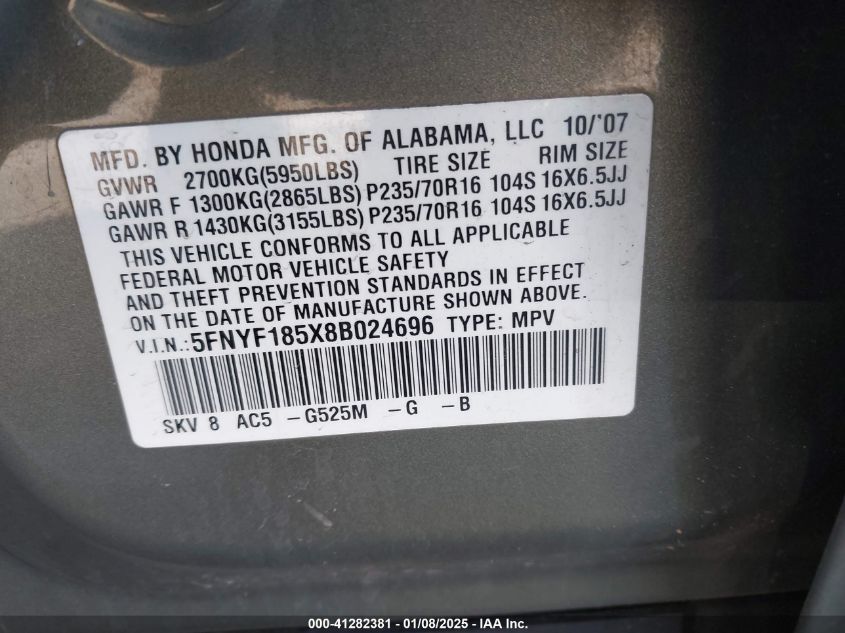 MFD. BY HONDA MFG. OF ALABAMA, LLC 10/'07
GVWR 2700KG(5950LBS) TIRE SIZE RIM SIZE
GAWR F 1300KG(2865LBS) P235/70R16 104S 16X6.5JJ
GAWR R 1430KG(3155LBS) P235/70R16 104S 16X6.5JJ
THIS VEHICLE CONFORMS TO ALL APPLICABLE
FEDERAL MOTOR VEHICLE SAFETY
AND THEFT PREVENTION STANDARDS IN EFFECT
ON THE DATE OF MANUFACTURE SHOWN ABOVE.
V.I.N.:5FNYF185X8B024696 TYPE: MPV
SKV 8 AC5 -G525M -G -B
000-41282381 - 01/08/2025 - IAA Inc.